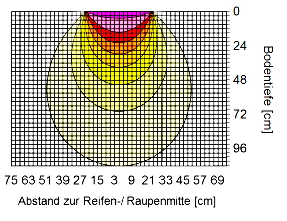 0
24
48
72
96
Bodentiefe [cm]
75 63 51 39 27 15 3 9 21 33 45 57 69
Abstand zur Reifen-/ Raupenmitte [cm]